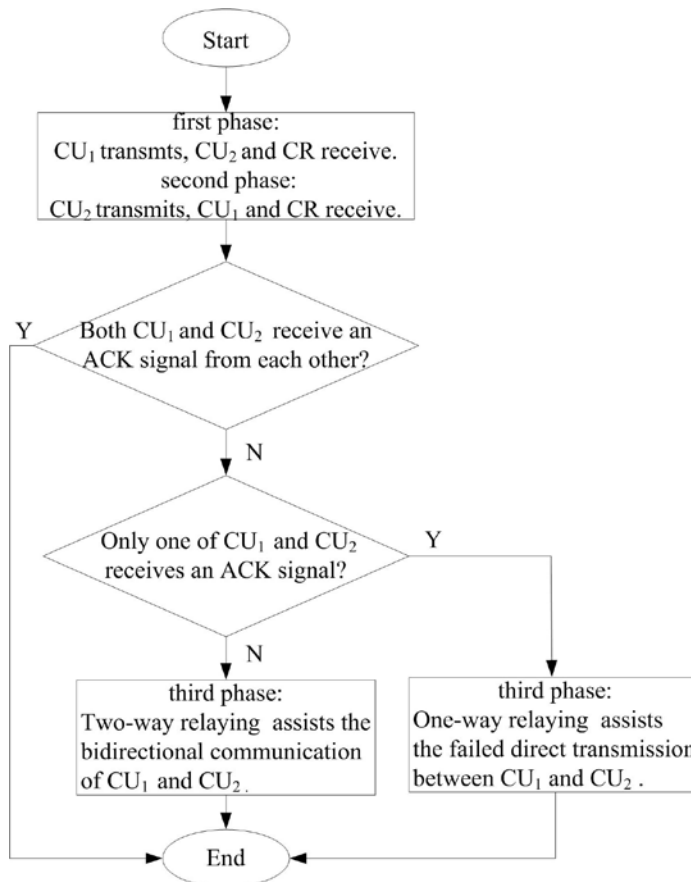 Start
first phase:
CU₁ transmts, CU₂ and CR receive.
second phase:
CU₂ transmits, CU₁ and CR receive.
Y
Both CU₁ and CU₂ receive an
ACK signal from each other?
N
Only one of CU₁ and CU₂
receives an ACK signal?
Y
N
third phase:
Two-way relaying assists the
bidirectional communication
of CU₁ and CU₂ .
third phase:
One-way relaying assists
the failed direct transmission
between CU₁ and CU₂ .
End